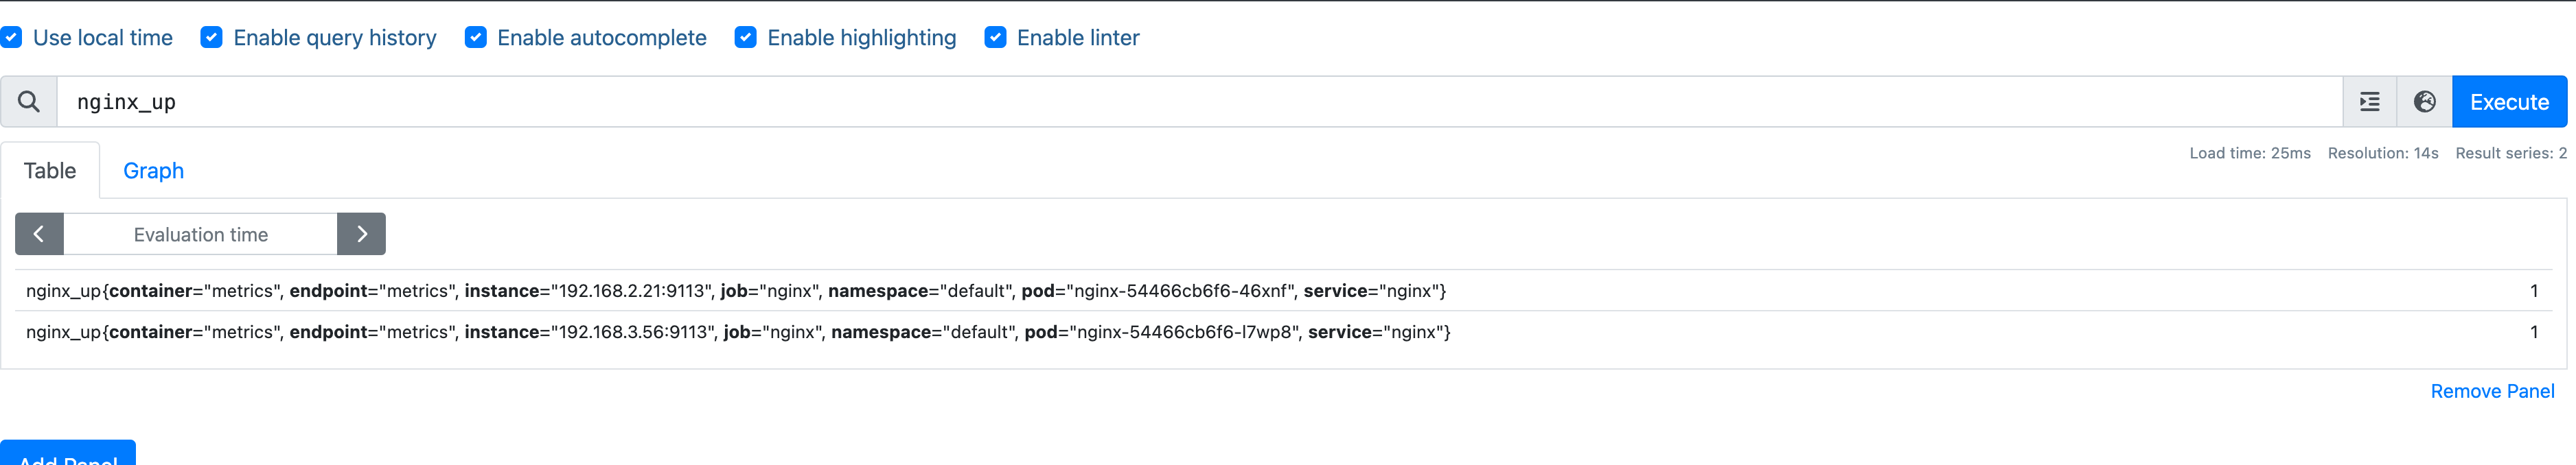 Use local time Enable query history Enable autocomplete Enable highlighting Enable linter
nginx_up Execute
Table Graph Load time: 25ms Resolution: 14s Result series: 2
Evaluation time
nginx_up{container="metrics", endpoint="metrics", instance="192.168.2.21:9113", job="nginx", namespace="default", pod="nginx-54466cb6f6-46xnf", service="nginx"} 1
nginx_up{container="metrics", endpoint="metrics", instance="192.168.3.56:9113", job="nginx", namespace="default", pod="nginx-54466cb6f6-l7wp8", service="nginx"} 1
Remove Panel
Add Panel